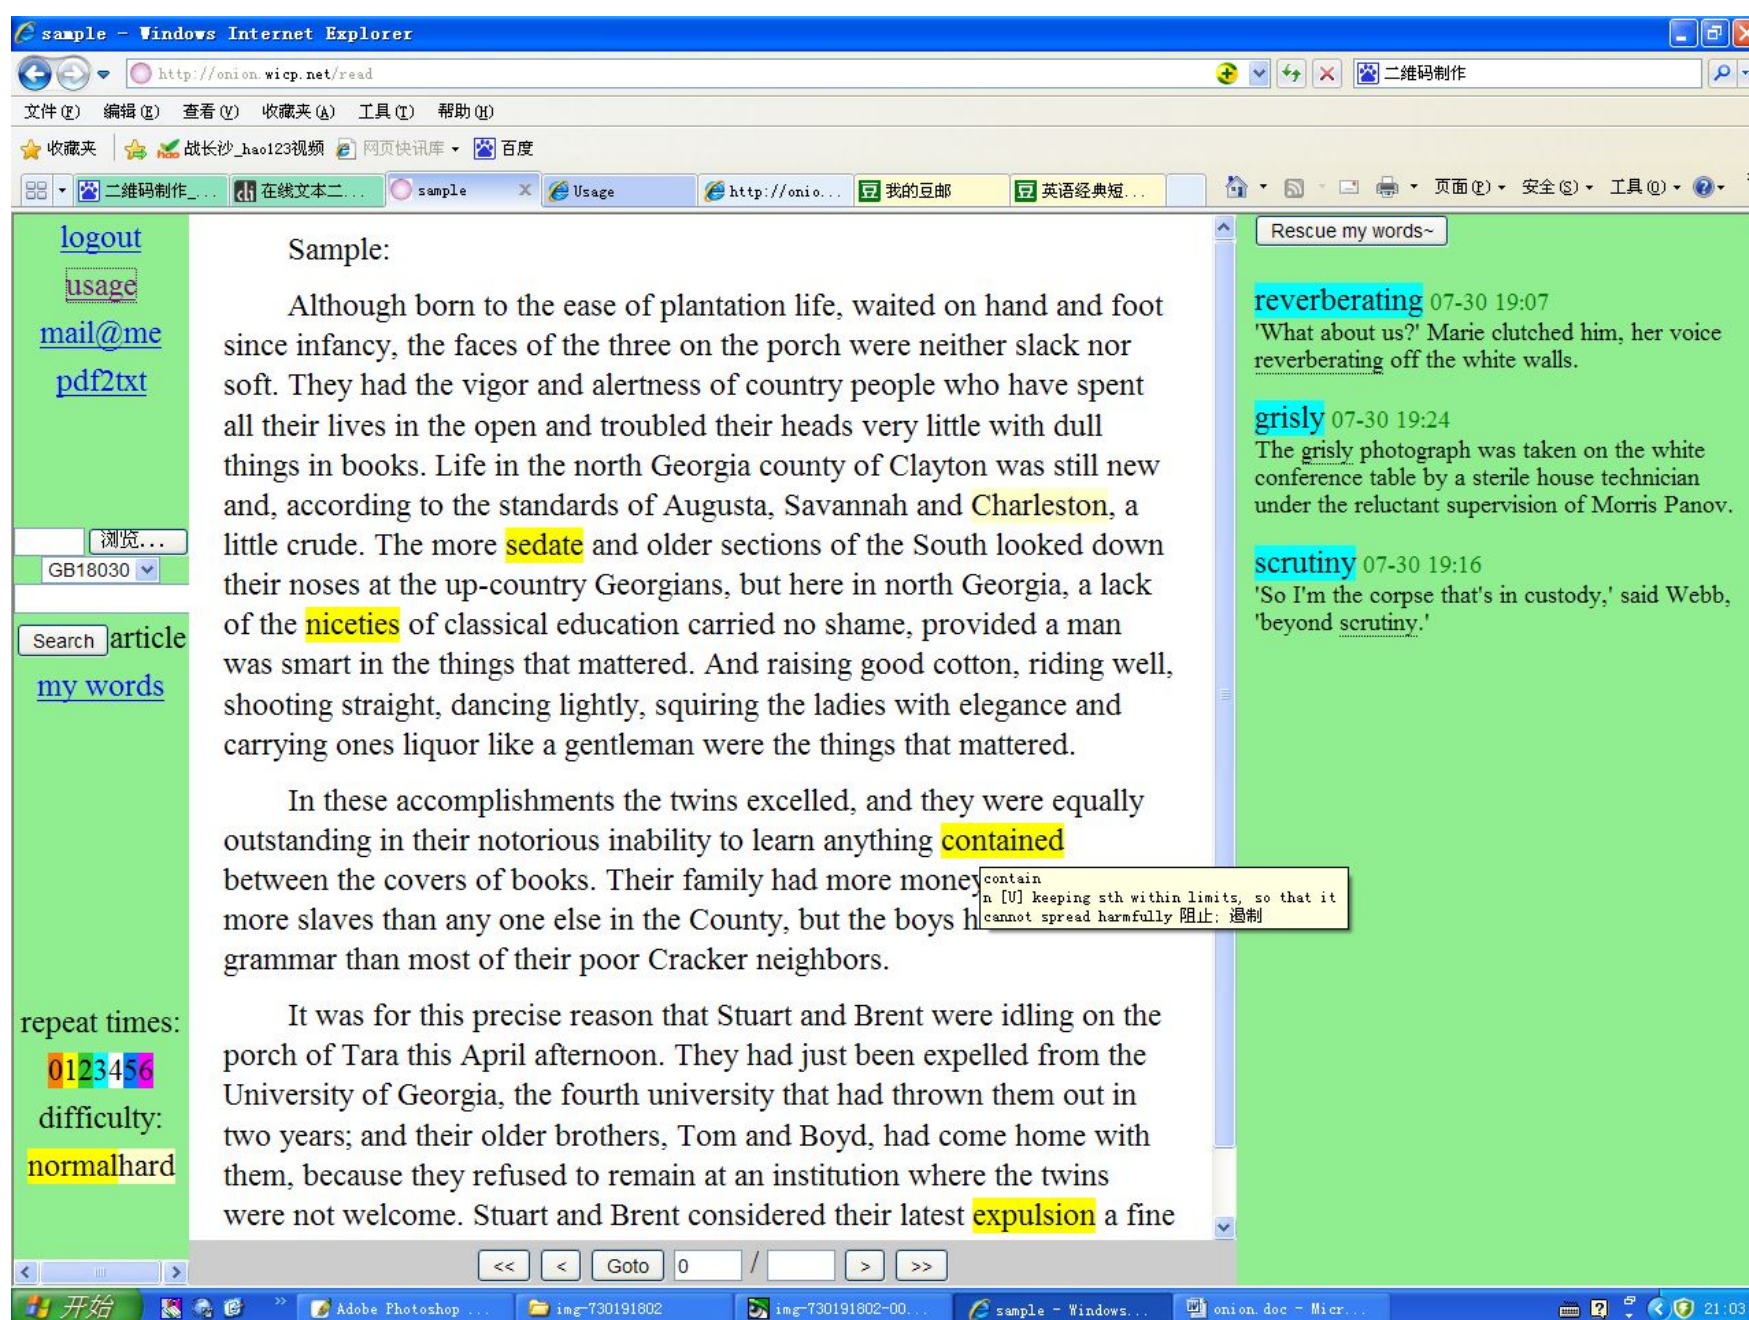 sample - Windows Internet Explorer
http://onion.wicp.net/read
二维码制作
文件(F) 编辑(E) 查看(V) 收藏夹(A) 工具(T) 帮助(H)
收藏夹 战长沙_hao123视频 网页快讯库 百度
二维码制作_... 在线文本二... sample Usage http://onio... 我的豆邮 英语经典短... 页面(P) 安全(S) 工具(O)
logout
usage
mail@me
pdf2txt
浏览...
GB18030
Search article
my words
repeat times:
0123456
difficulty:
normalhard
Sample:
Although born to the ease of plantation life, waited on hand and foot
since infancy, the faces of the three on the porch were neither slack nor
soft. They had the vigor and alertness of country people who have spent
all their lives in the open and troubled their heads very little with dull
things in books. Life in the north Georgia county of Clayton was still new
and, according to the standards of Augusta, Savannah and Charleston, a
little crude. The more sedate and older sections of the South looked down
their noses at the up-country Georgians, but here in north Georgia, a lack
of the niceties of classical education carried no shame, provided a man
was smart in the things that mattered. And raising good cotton, riding well,
shooting straight, dancing lightly, squiring the ladies with elegance and
carrying ones liquor like a gentleman were the things that mattered.
In these accomplishments the twins excelled, and they were equally
outstanding in their notorious inability to learn anything contained
between the covers of books. Their family had more money
more slaves than any one else in the County, but the boys h
grammar than most of their poor Cracker neighbors.
contain
n [U] keeping sth within limits, so that it
cannot spread harmfully 阻止; 遏制
It was for this precise reason that Stuart and Brent were idling on the
porch of Tara this April afternoon. They had just been expelled from the
University of Georgia, the fourth university that had thrown them out in
two years; and their older brothers, Tom and Boyd, had come home with
them, because they refused to remain at an institution where the twins
were not welcome. Stuart and Brent considered their latest expulsion a fine
<< < Goto 0 / > >>
Rescue my words~
reverberating 07-30 19:07
'What about us?' Marie clutched him, her voice
reverberating off the white walls.
grisly 07-30 19:24
The grisly photograph was taken on the white
conference table by a sterile house technician
under the reluctant supervision of Morris Panov.
scrutiny 07-30 19:16
'So I'm the corpse that's in custody,' said Webb,
'beyond scrutiny.'
开始 Adobe Photoshop ... img-730191802 img-730191802-00... sample - Windows... onion.doc - Micr... 21:03